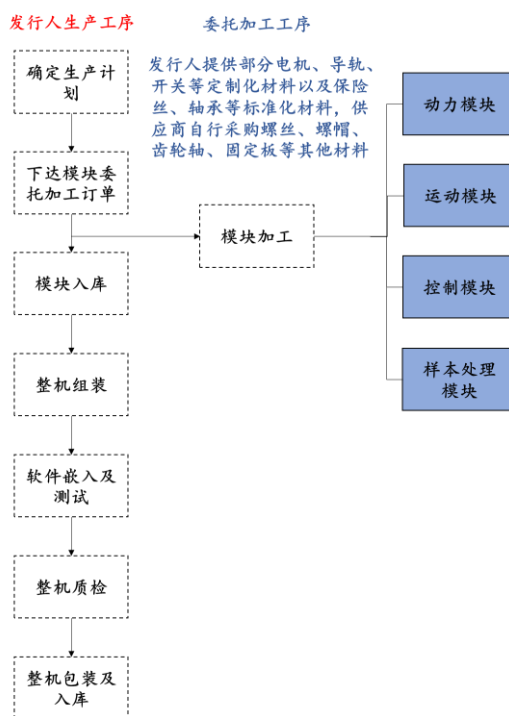 发行人生产工序
委托加工工序
确定生产计
划
发行人提供部分电机、导轨、
开关等定制化材料以及保险
丝、轴承等标准化材料，供
应商自行采购螺丝、螺帽、
齿轮轴、固定板等其他材料
动力模块
下达模块委
托加工订单
运动模块
模块加工
模块入库
控制模块
整机组装
样本处理
模块
软件嵌入及
测试
整机质检
整机包装及
入库